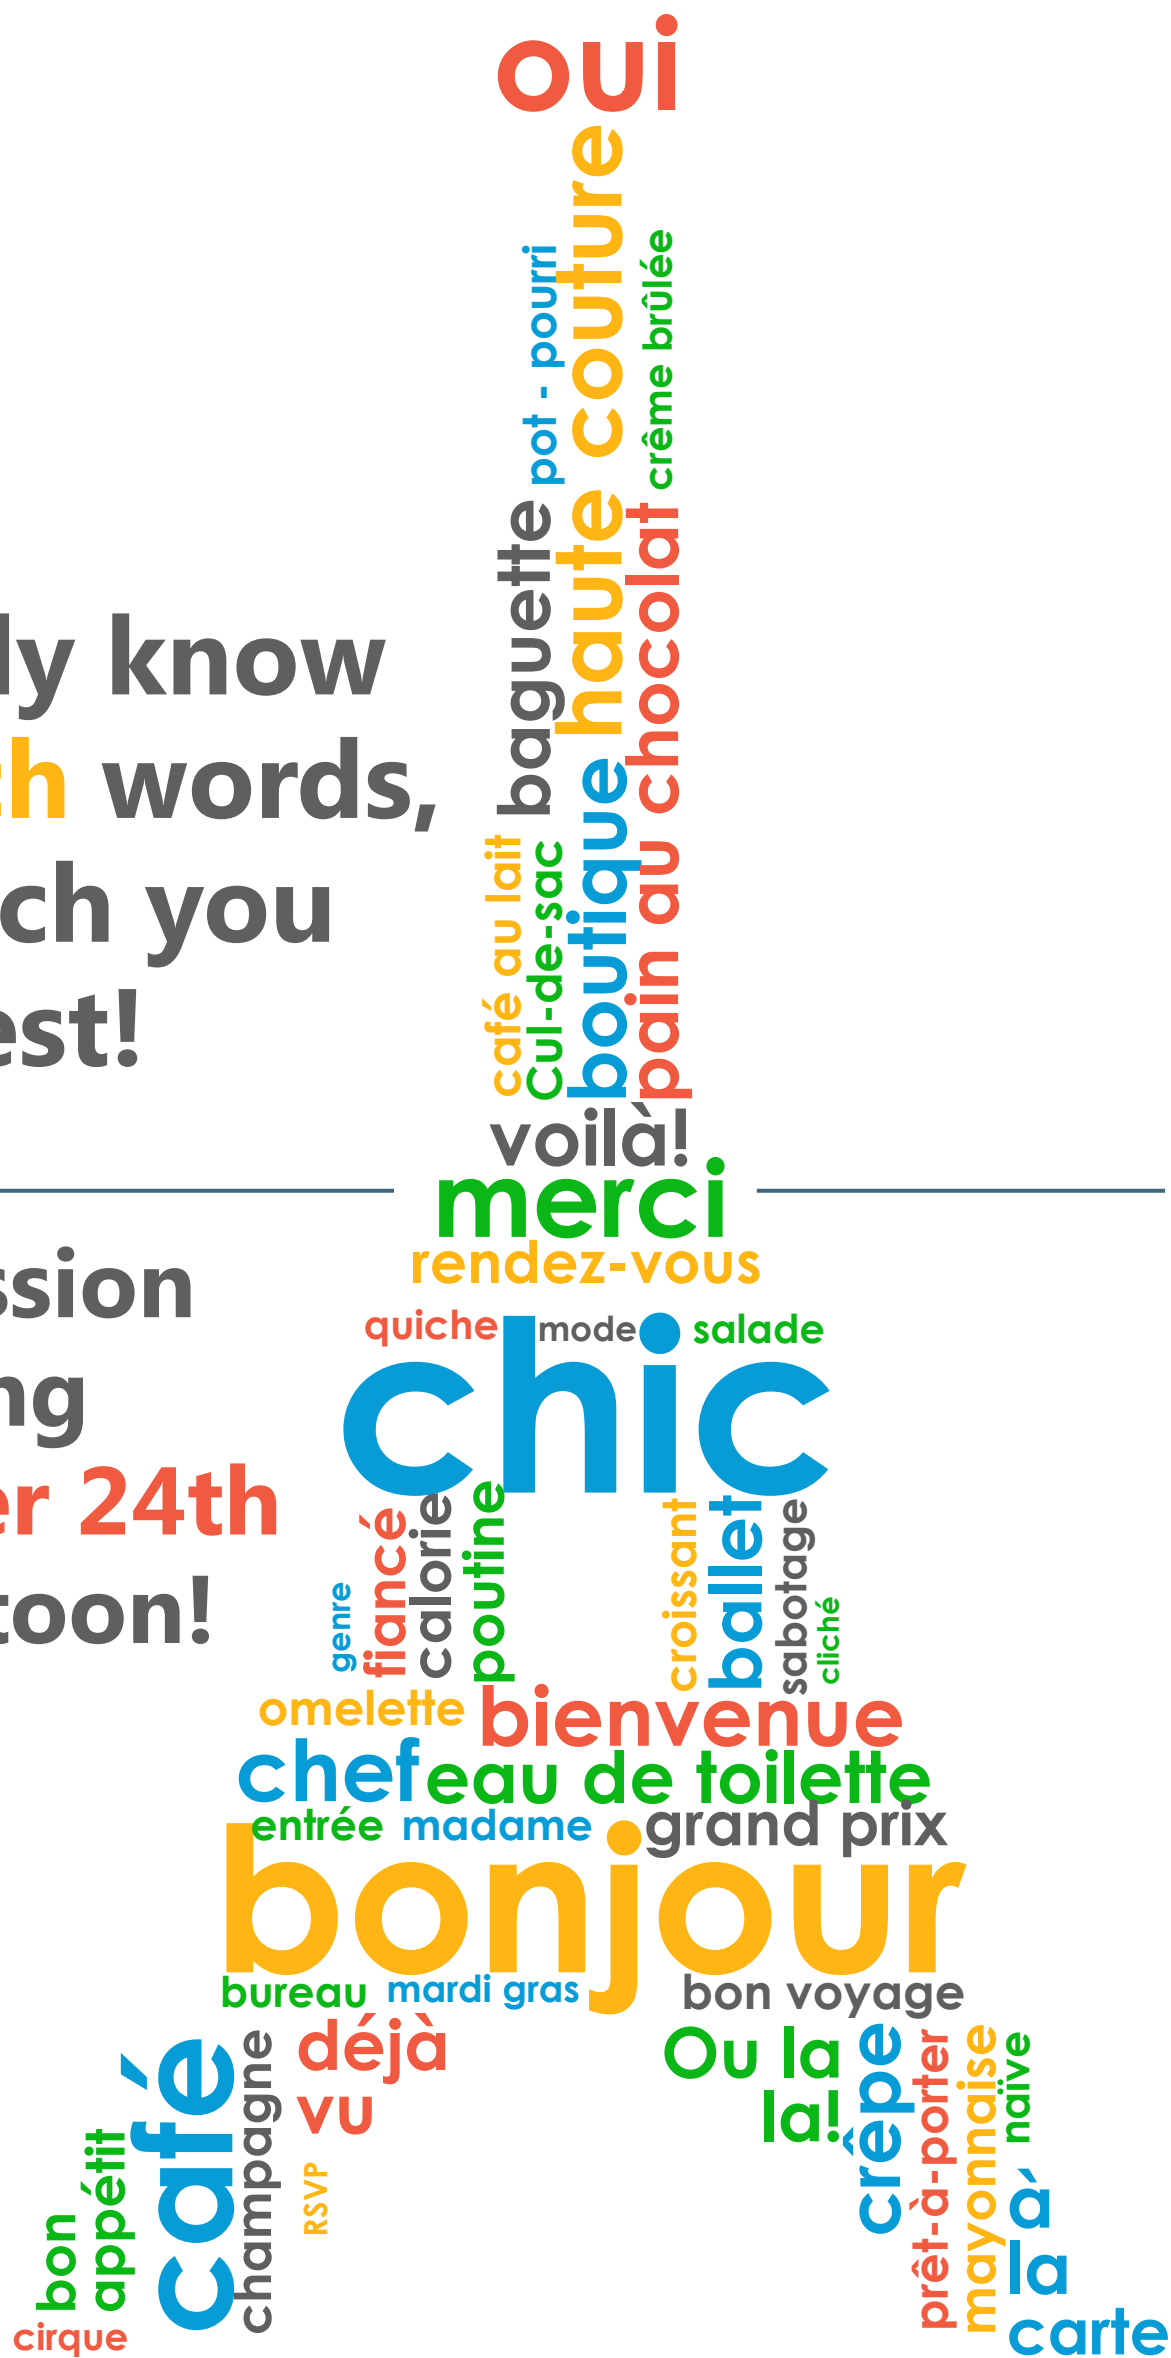 oui
haute couture
pot - pourri
crême brûlée
baguette
pain au chocolat
boutique
café au lait
Cul-de-sac
ly know
th words,
ch you
est!
voilà!
merci
rendez-vous
quiche
mode
salade
chic
ssion
ng
er 24th
toon!
genre
fiancé
calorie
poutine
croissant
ballet
sabotage
cliché
omelette
bienvenue
chef
eau de toilette
entrée
madame
grand prix
bonjour
bureau
mardi gras
bon voyage
déjà
vu
Ou la
la!
café
champagne
RSVP
bon
appétit
cirque
crêpe
prêt-à-porter
mayonnaise
naïve
à
la
carte